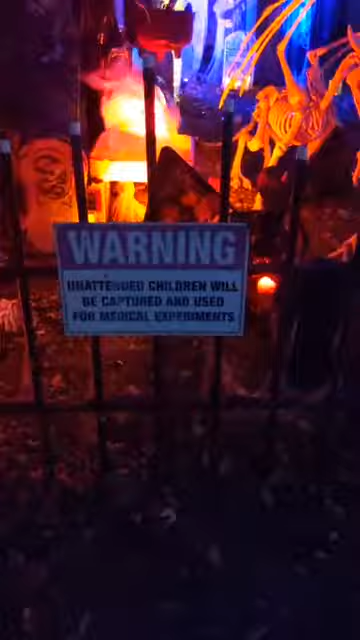 WARNING
UNATTENDED CHILDREN WILL
BE CAPTURED AND USED
FOR MEDICAL EXPERIMENTS